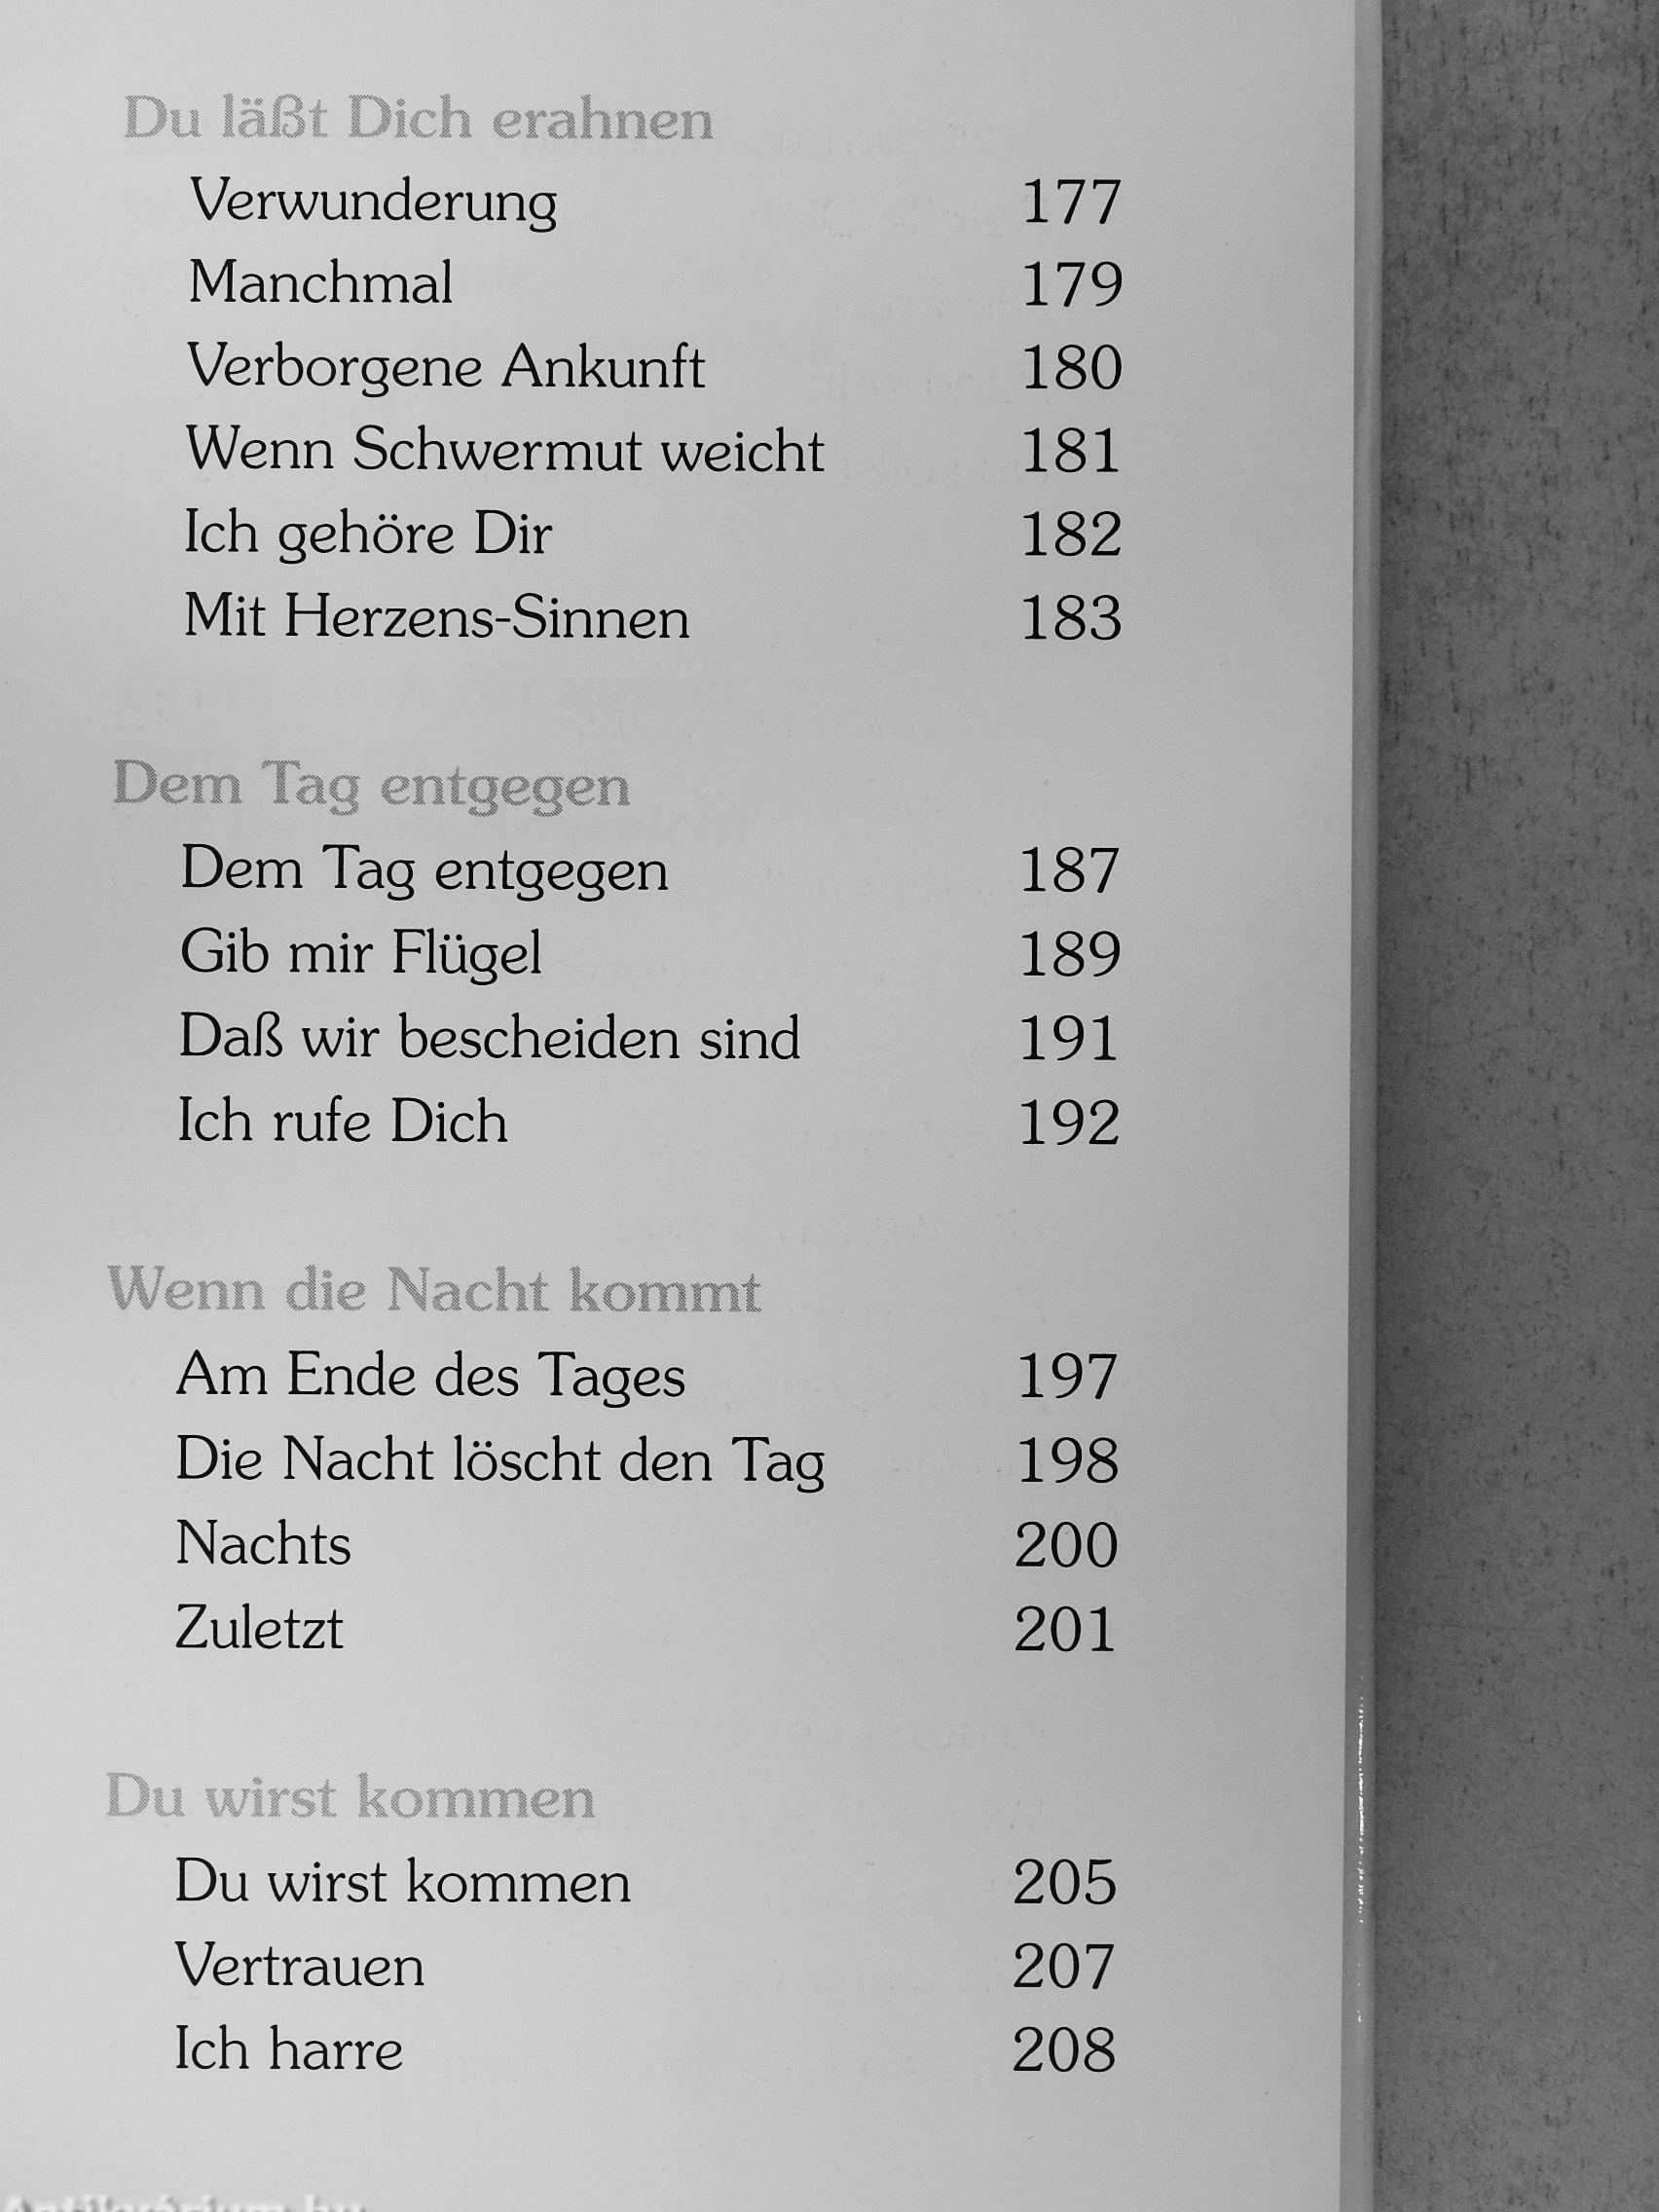 Du läßt Dich erahnen
Verwunderung 177
Manchmal 179
Verborgene Ankunft 180
Wenn Schwermut weicht 181
Ich gehöre Dir 182
Mit Herzens-Sinnen 183
Dem Tag entgegen
Dem Tag entgegen 187
Gib mir Flügel 189
Daß wir bescheiden sind 191
Ich rufe Dich 192
Wenn die Nacht kommt
Am Ende des Tages 197
Die Nacht löscht den Tag 198
Nachts 200
Zuletzt 201
Du wirst kommen
Du wirst kommen 205
Vertrauen 207
Ich harre 208